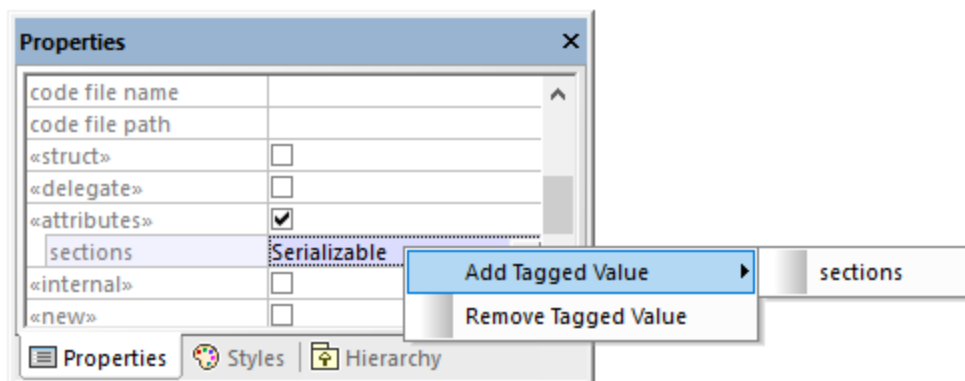 Properties
code file name
code file path
«struct»
«delegate»
«attributes»
sections Serializable
Add Tagged Value sections
«internal»
Remove Tagged Value
«new»
Properties Styles Hierarchy